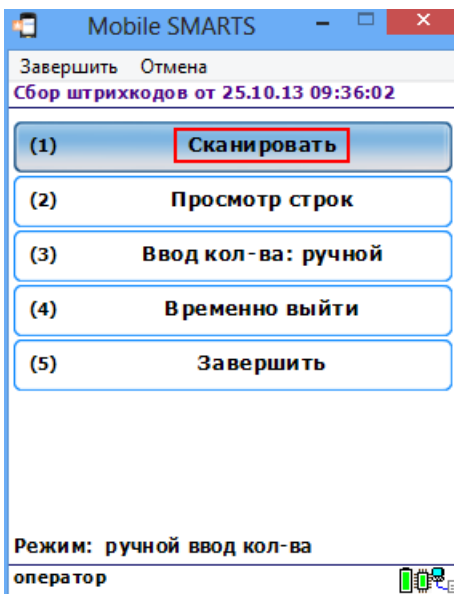 Mobile SMARTS
Завершить Отмена
Сбор штрихкодов от 25.10.13 09:36:02
(1) Сканировать
(2) Просмотр строк
(3) Ввод кол-ва: ручной
(4) Временно выйти
(5) Завершить
Режим: ручной ввод кол-ва
оператор